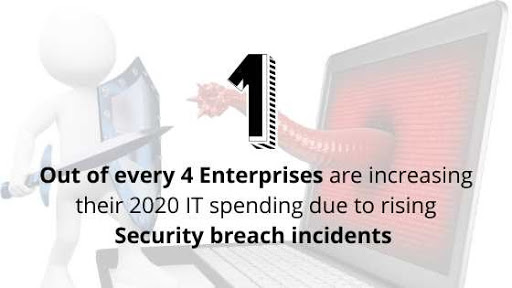 1
Out of every 4 Enterprises are increasing
their 2020 IT spending due to rising
Security breach incidents